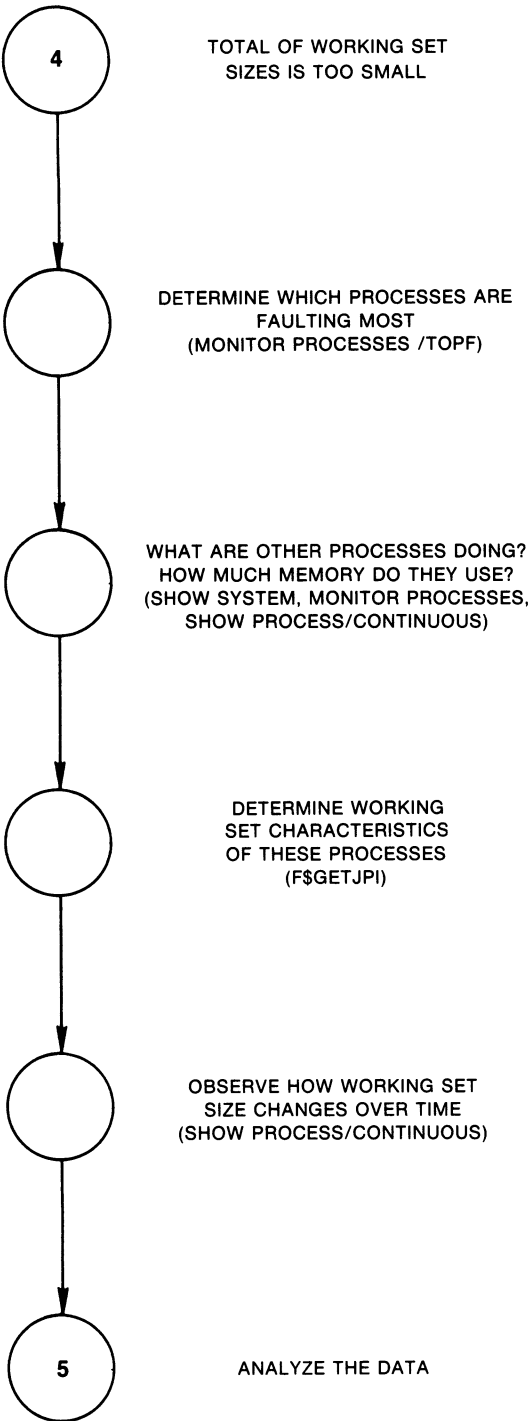 4
TOTAL OF WORKING SET
SIZES IS TOO SMALL
DETERMINE WHICH PROCESSES ARE
FAULTING MOST
(MONITOR PROCESSES /TOPF)
WHAT ARE OTHER PROCESSES DOING?
HOW MUCH MEMORY DO THEY USE?
(SHOW SYSTEM, MONITOR PROCESSES,
SHOW PROCESS/CONTINUOUS)
DETERMINE WORKING
SET CHARACTERISTICS
OF THESE PROCESSES
(F$GETJPI)
OBSERVE HOW WORKING SET
SIZE CHANGES OVER TIME
(SHOW PROCESS/CONTINUOUS)
5
ANALYZE THE DATA